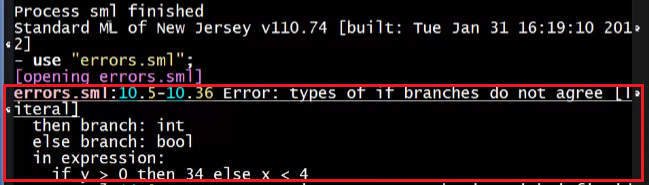 Process sml finished
Standard ML of New Jersey v110.74 [built: Tue Jan 31 16:19:10 201
2]
- use "errors.sml";
[opening errors.sml]
errors.sml:10.5-10.36 Error: types of if branches do not agree [l
iteral]
then branch: int
else branch: bool
in expression:
if y > 0 then 34 else x < 4